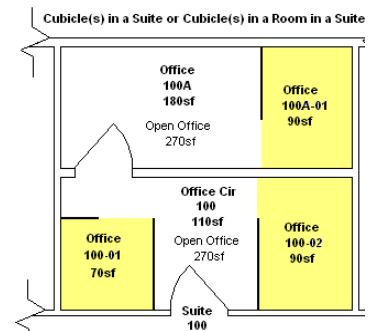 Cubicle(s) in a Suite or Cubicle(s) in a Room in a Suite
Office
100A
180sf
Open Office
270sf
Office
100A-01
90sf
Office Cir
100
110sf
Open Office
270sf
Office
100-01
70sf
Office
100-02
90sf
Suite
100